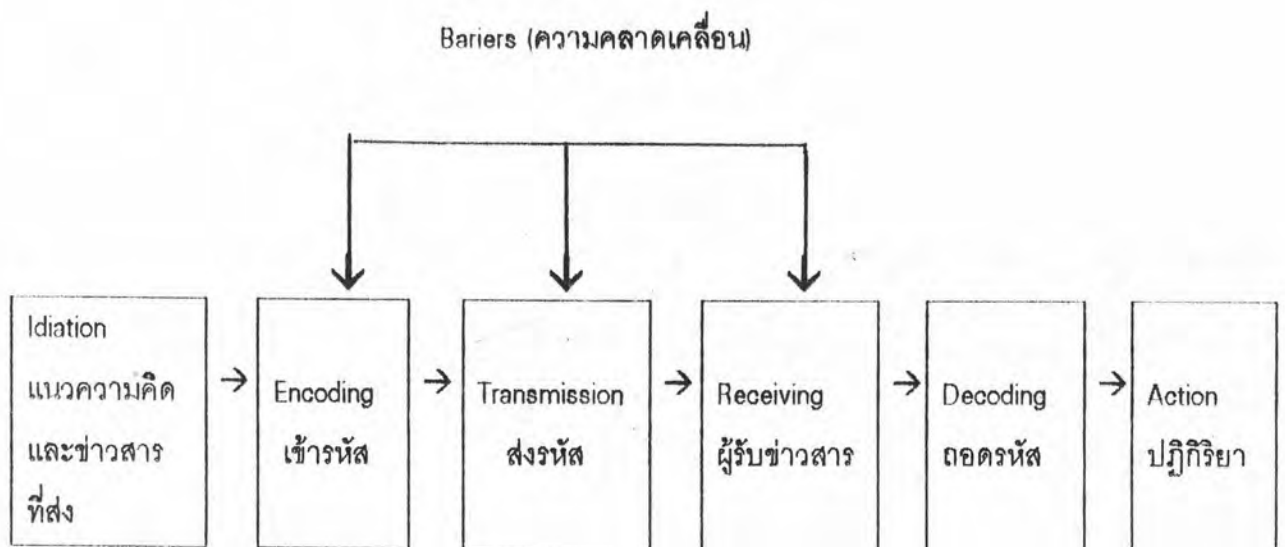 Bariers (ความคลาดเคลื่อน)
Idiation
แนวความคิด
และข่าวสาร
ที่ส่ง
→ Encoding
เข้ารหัส
→ Transmission
ส่งรหัส
→ Receiving
ผู้รับข่าวสาร
→ Decoding
ถอดรหัส
→ Action
ปฏิกิริยา